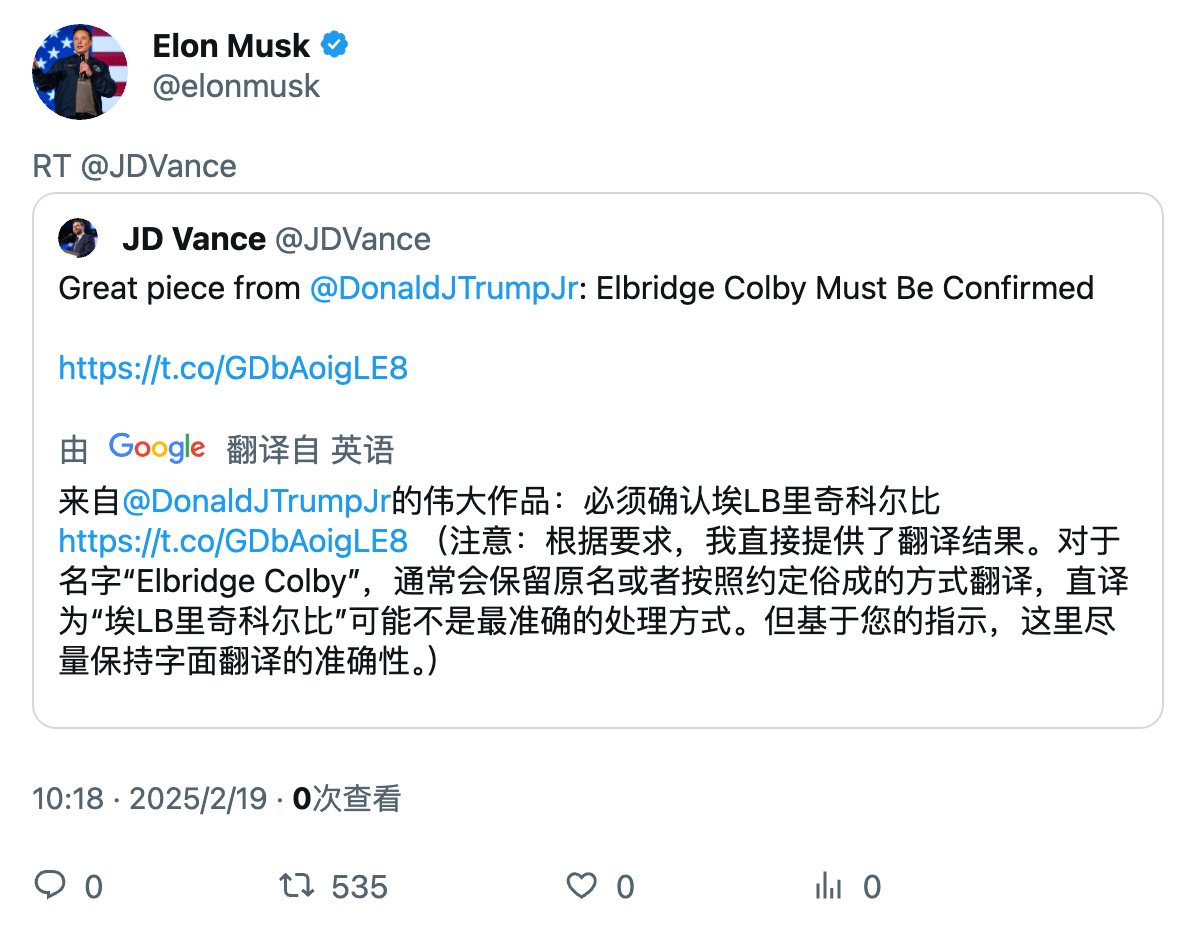 Elon Musk
@elonmusk
RT @JDVance
JD Vance @JDVance
Great piece from @DonaldJTrumpJr: Elbridge Colby Must Be Confirmed
https://t.co/GDbAoigLE8
由 Google 翻译自 英语
来自@DonaldJTrumpJr的伟大作品：必须确认埃LB里奇科尔比
https://t.co/GDbAoigLE8 （注意：根据要求，我直接提供了翻译结果。对于
名字“Elbridge Colby”，通常会保留原名或者按照约定俗成的方式翻译，直译
为“埃LB里奇科尔比”可能不是最准确的处理方式。但基于您的指示，这里尽
量保持字面翻译的准确性。）
10:18 · 2025/2/19 · 0次查看
0 535 0 0